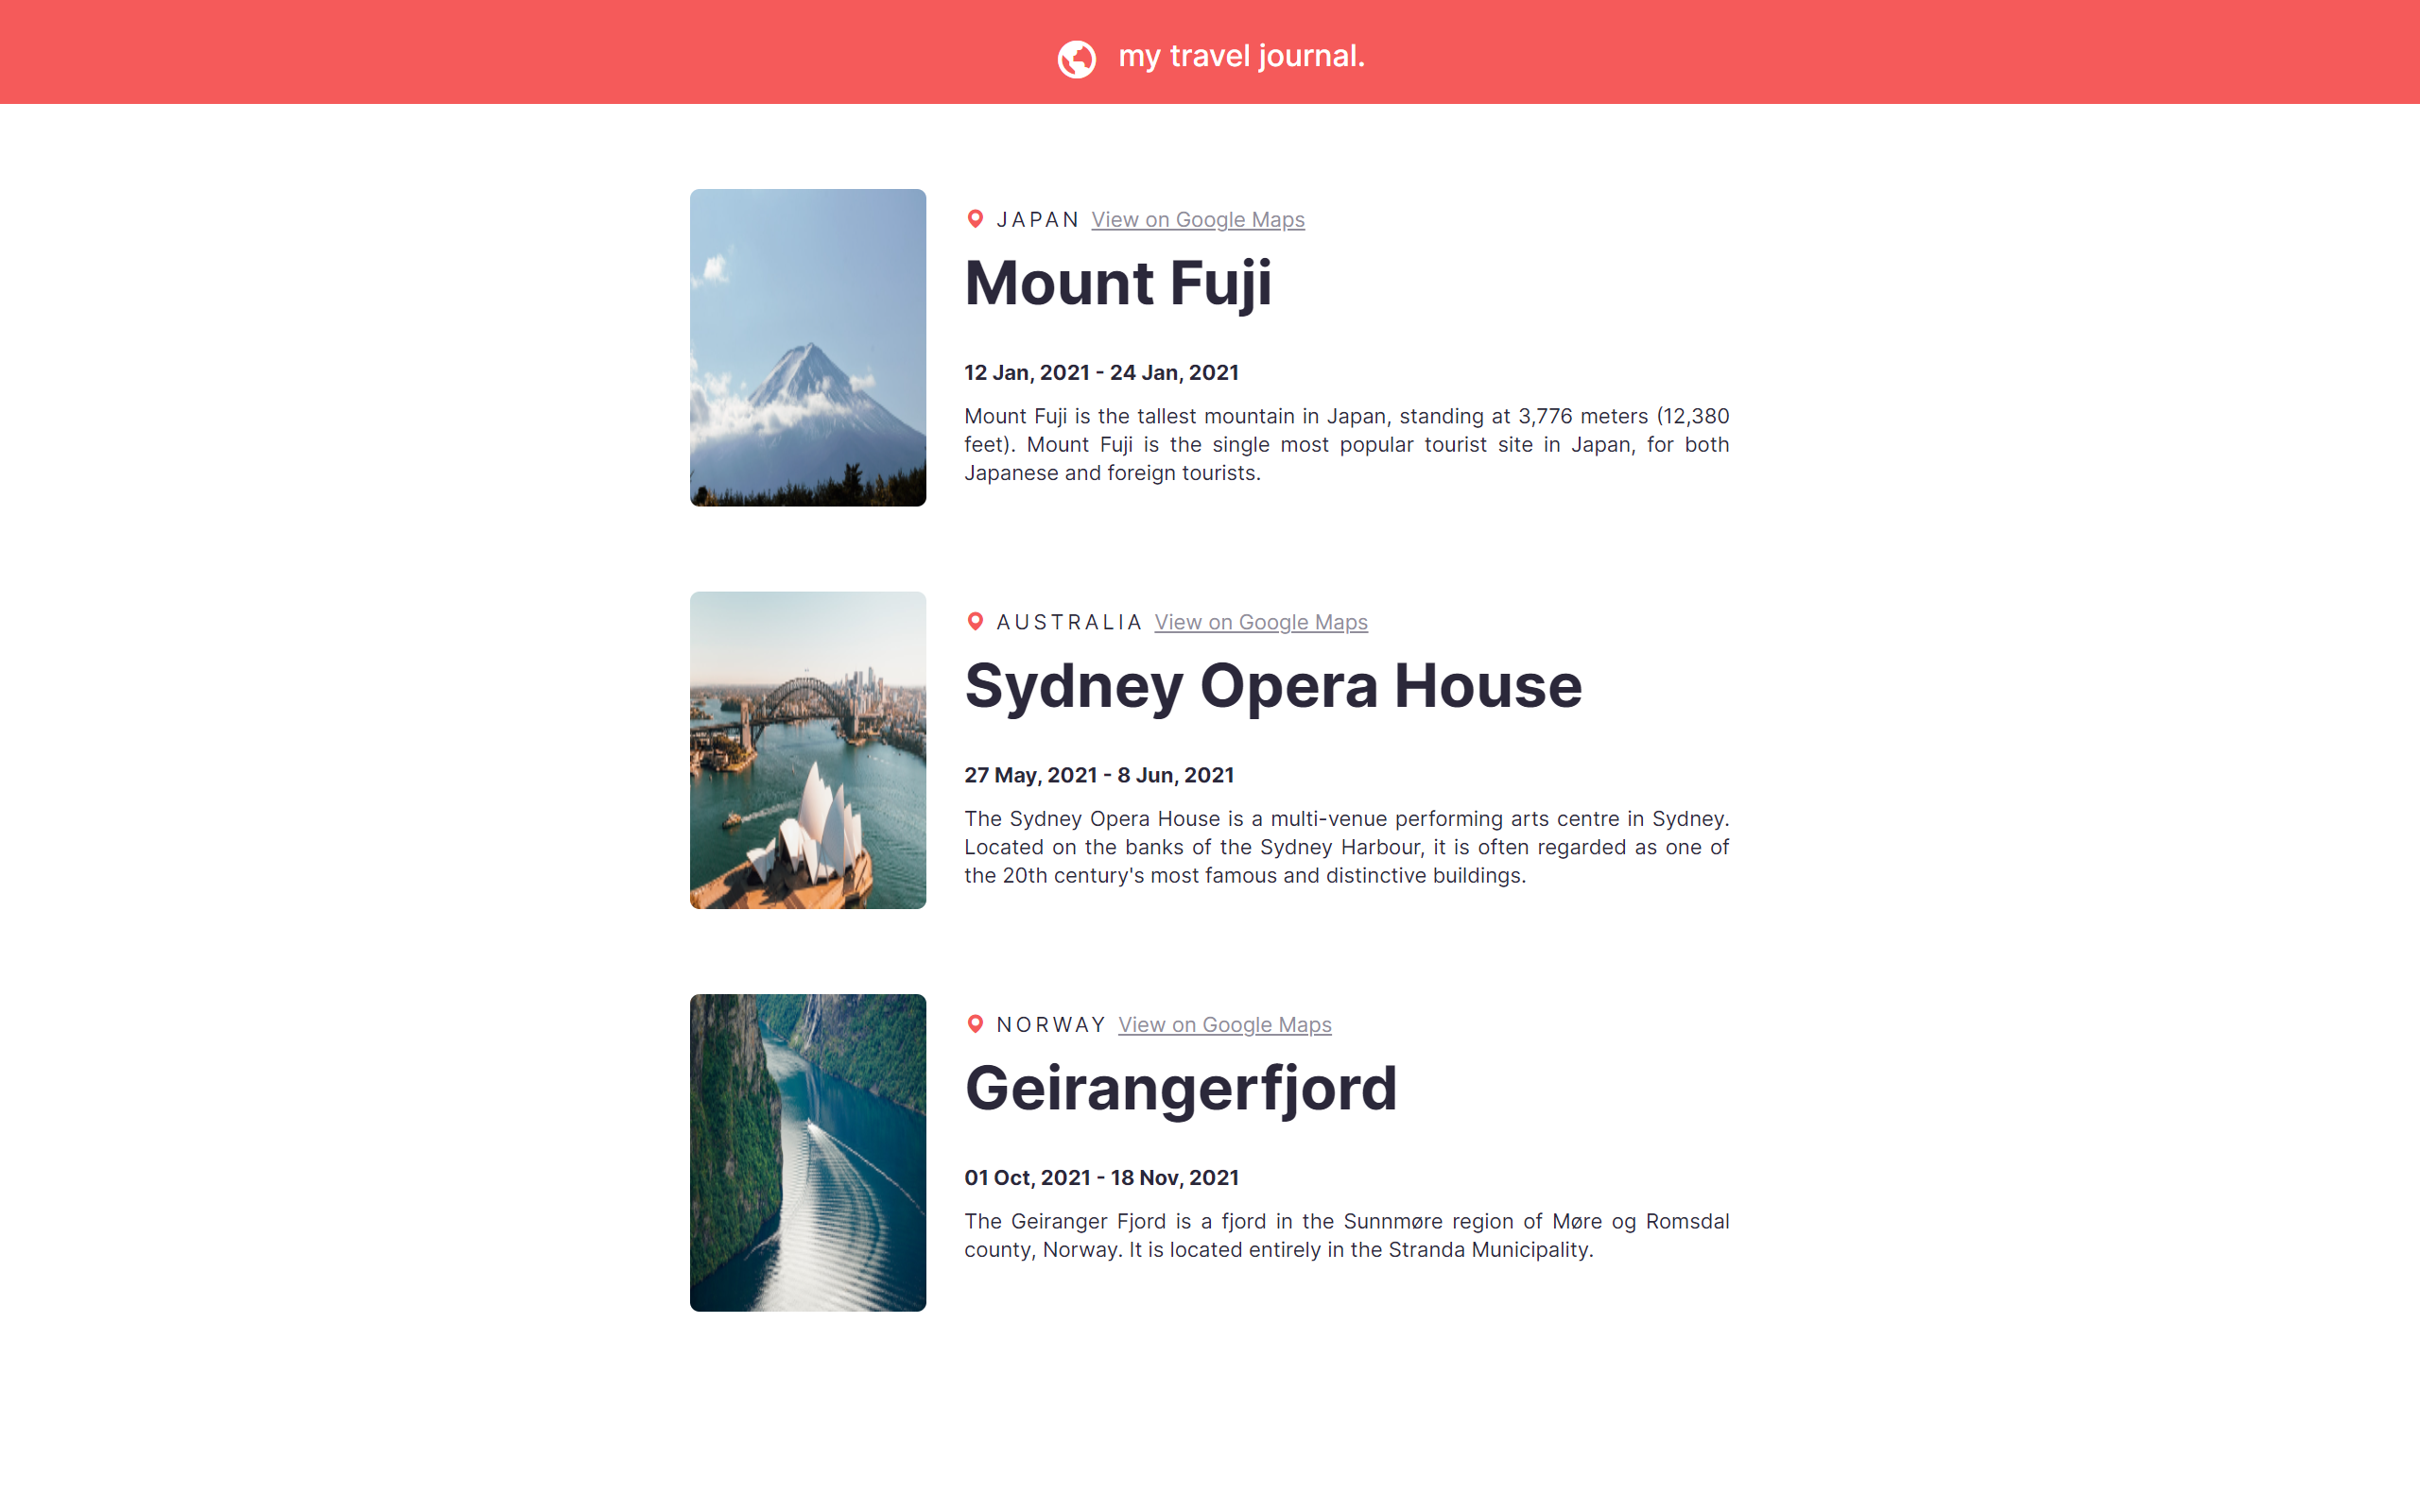 my travel journal.
JAPAN View on Google Maps
Mount Fuji
12 Jan, 2021 - 24 Jan, 2021
Mount Fuji is the tallest mountain in Japan, standing at 3,776 meters (12,380
feet). Mount Fuji is the single most popular tourist site in Japan, for both
Japanese and foreign tourists.
AUSTRALIA View on Google Maps
Sydney Opera House
27 May, 2021 - 8 Jun, 2021
The Sydney Opera House is a multi-venue performing arts centre in Sydney.
Located on the banks of the Sydney Harbour, it is often regarded as one of
the 20th century's most famous and distinctive buildings.
NORWAY View on Google Maps
Geirangerfjord
01 Oct, 2021 - 18 Nov, 2021
The Geiranger Fjord is a fjord in the Sunnmøre region of Møre og Romsdal
county, Norway. It is located entirely in the Stranda Municipality.